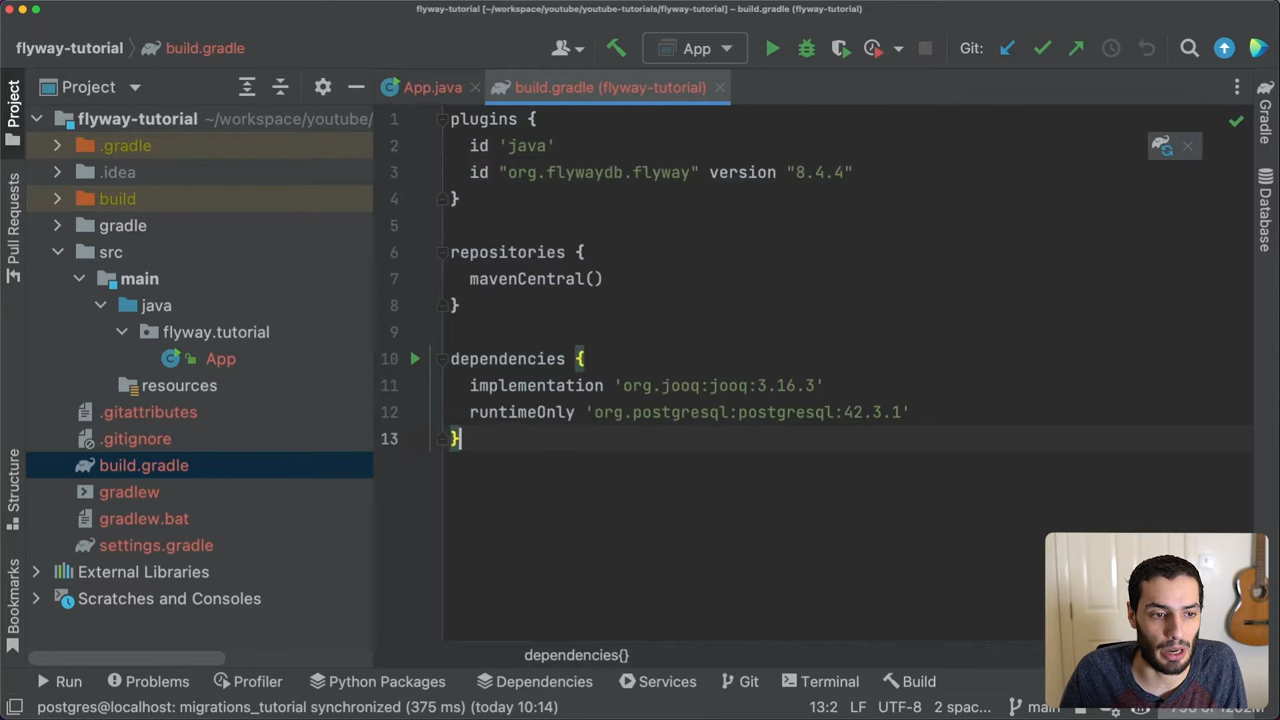 flyway-tutorial [~/workspace/youtube/youtube-tutorials/flyway-tutorial] – build.gradle (flyway-tutorial)
flyway-tutorial
build.gradle
App
Git:
Project
App.java
build.gradle (flyway-tutorial)
Project
Pull Requests
Structure
Bookmarks
flyway-tutorial ~/workspace/youtube/
.gradle
.idea
build
gradle
src
main
java
flyway.tutorial
App
resources
.gitattributes
.gitignore
build.gradle
gradlew
gradlew.bat
settings.gradle
External Libraries
Scratches and Consoles
1 plugins {
2 id 'java'
3 id "org.flywaydb.flyway" version "8.4.4"
4 }
5
6 repositories {
7 mavenCentral()
8 }
9
10 dependencies {
11 implementation 'org.jooq:jooq:3.16.3'
12 runtimeOnly 'org.postgresql:postgresql:42.3.1'
13 }
Gradle
Database
dependencies{}
Run
Problems
Profiler
Python Packages
Dependencies
Services
Git
Terminal
Build
postgres@localhost: migrations_tutorial synchronized (375 ms) (today 10:14)
13:2 LF UTF-8 2 spac... main